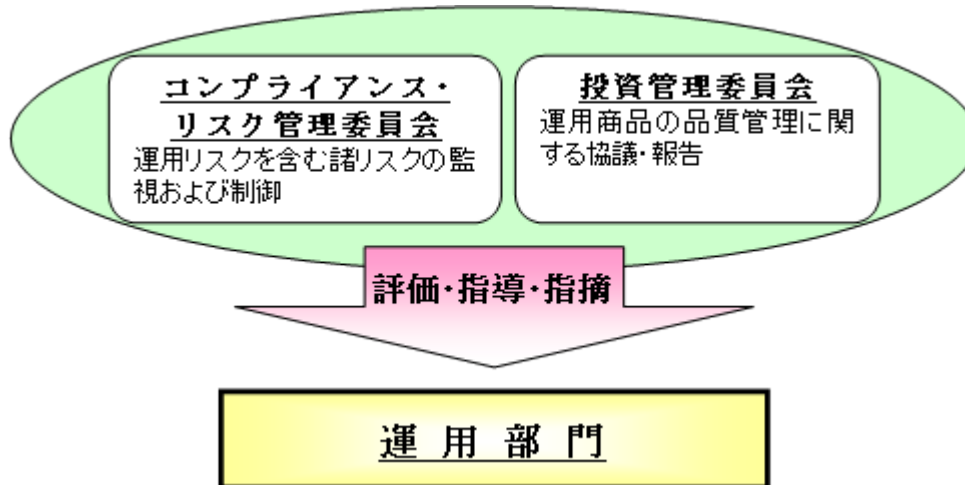 コンプライアンス・
リスク管理委員会
運用リスクを含む諸リスクの監
視および制御
投資管理委員会
運用商品の品質管理に関
する協議・報告
評価・指導・指摘
運用部門